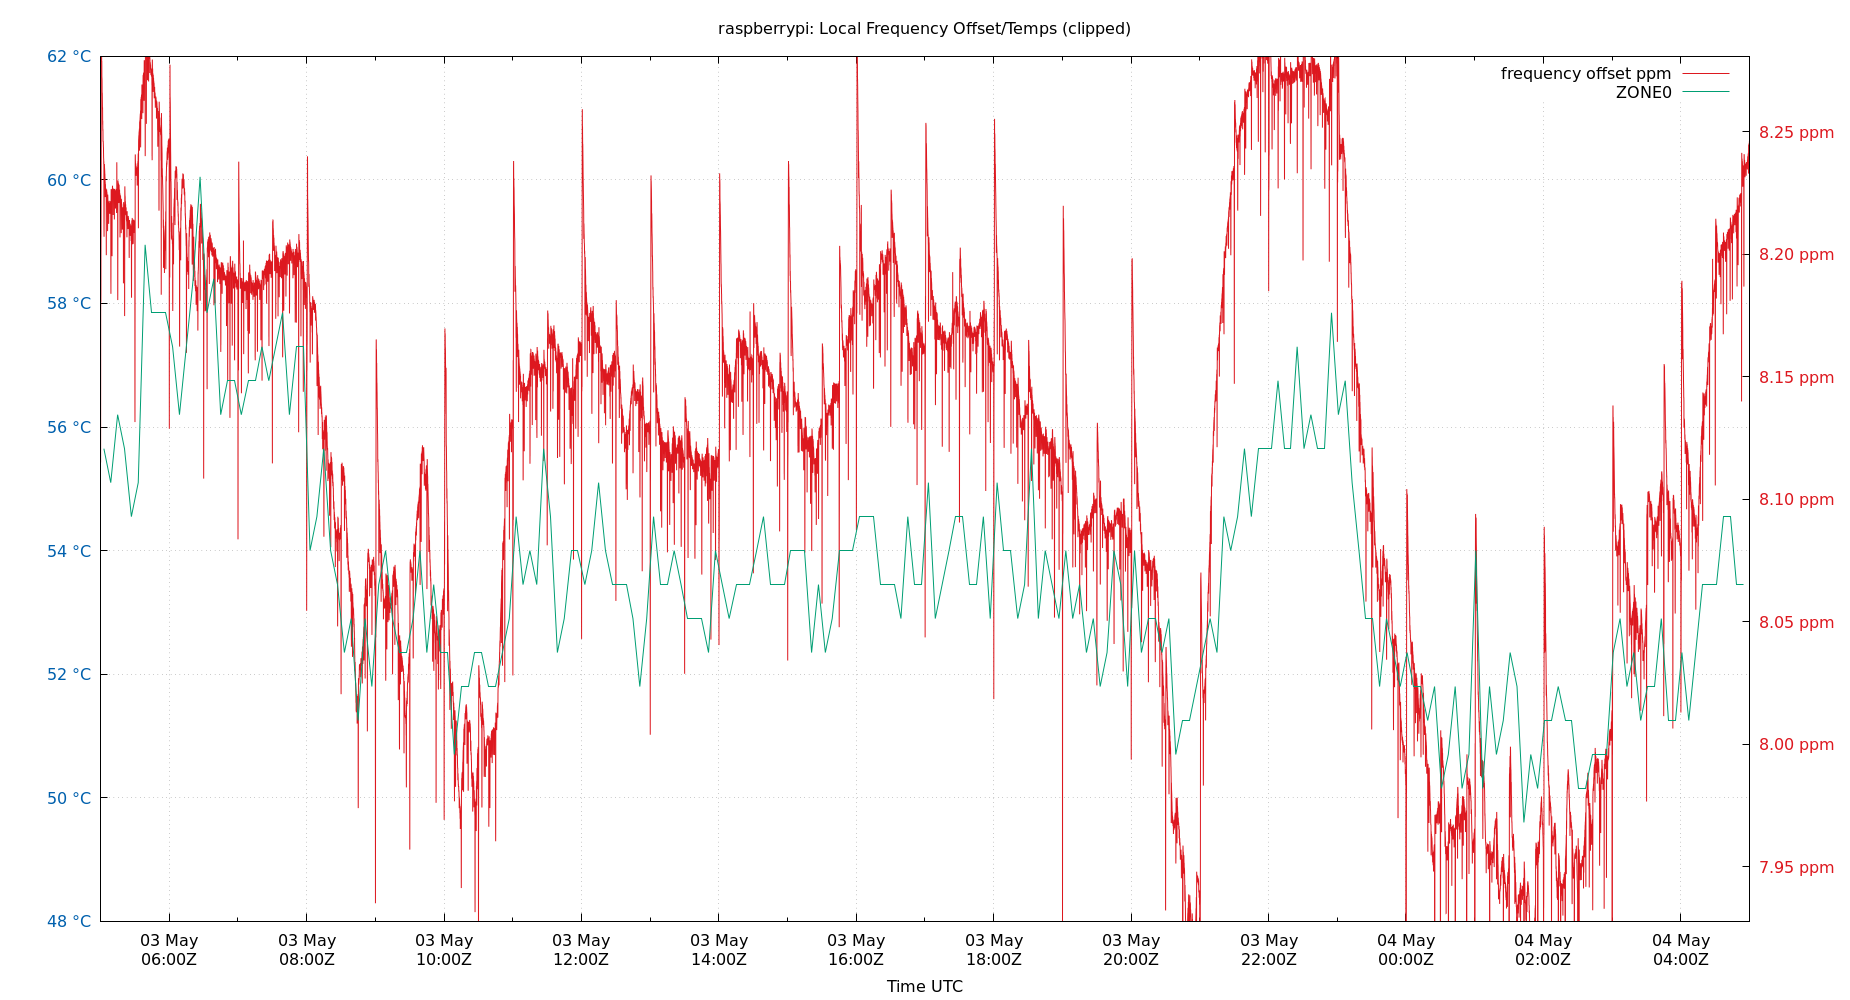 raspberrypi: Local Frequency Offset/Temps (clipped)
frequency offset ppm
ZONE0
62 °C
60 °C
58 °C
56 °C
54 °C
52 °C
50 °C
48 °C
8.25 ppm
8.20 ppm
8.15 ppm
8.10 ppm
8.05 ppm
8.00 ppm
7.95 ppm
03 May 03 May 03 May 03 May 03 May 03 May 03 May 03 May 03 May 04 May 04 May 04 May
06:00Z 08:00Z 10:00Z 12:00Z 14:00Z 16:00Z 18:00Z 20:00Z 22:00Z 00:00Z 02:00Z 04:00Z
Time UTC